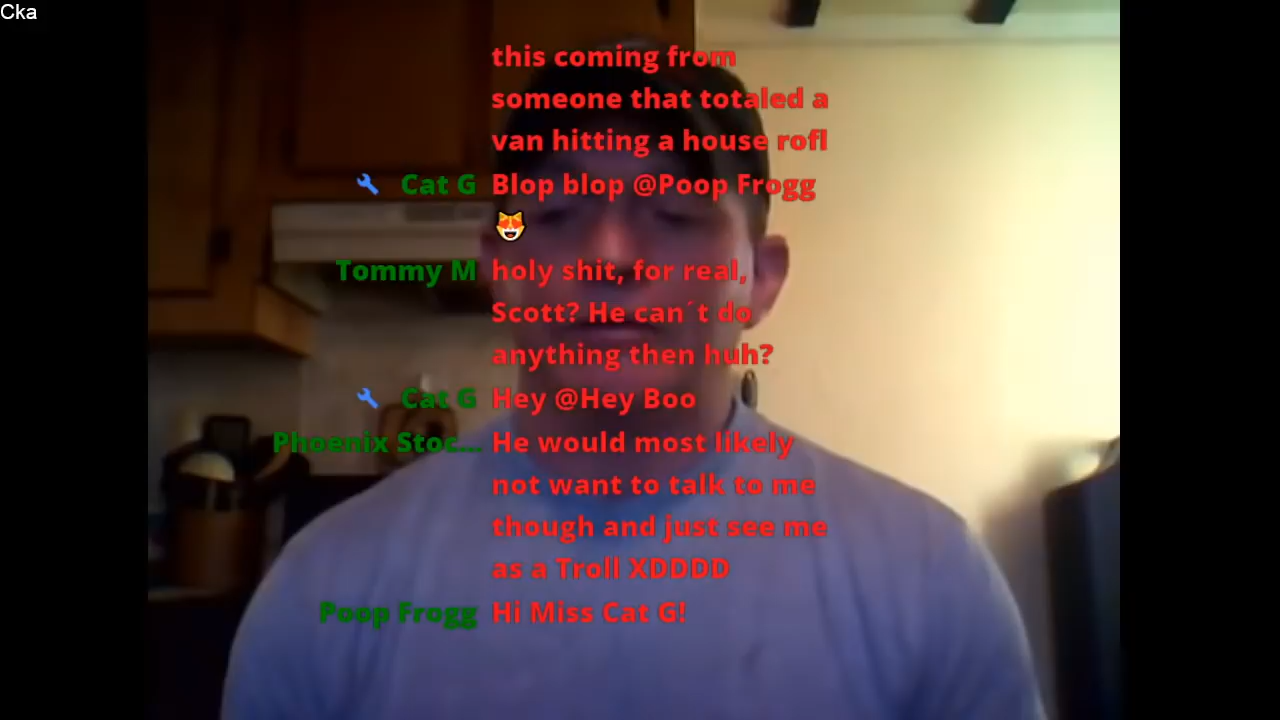 Cka
this coming from
someone that totaled a
van hitting a house rofl
Cat G Blop blop @Poop Frogg
😻
Tommy M holy shit, for real,
Scott? He can´t do
anything then huh?
Cat G Hey @Hey Boo
Phoenix Stoc... He would most likely
not want to talk to me
though and just see me
as a Troll XDDDD
Poop Frogg Hi Miss Cat G!